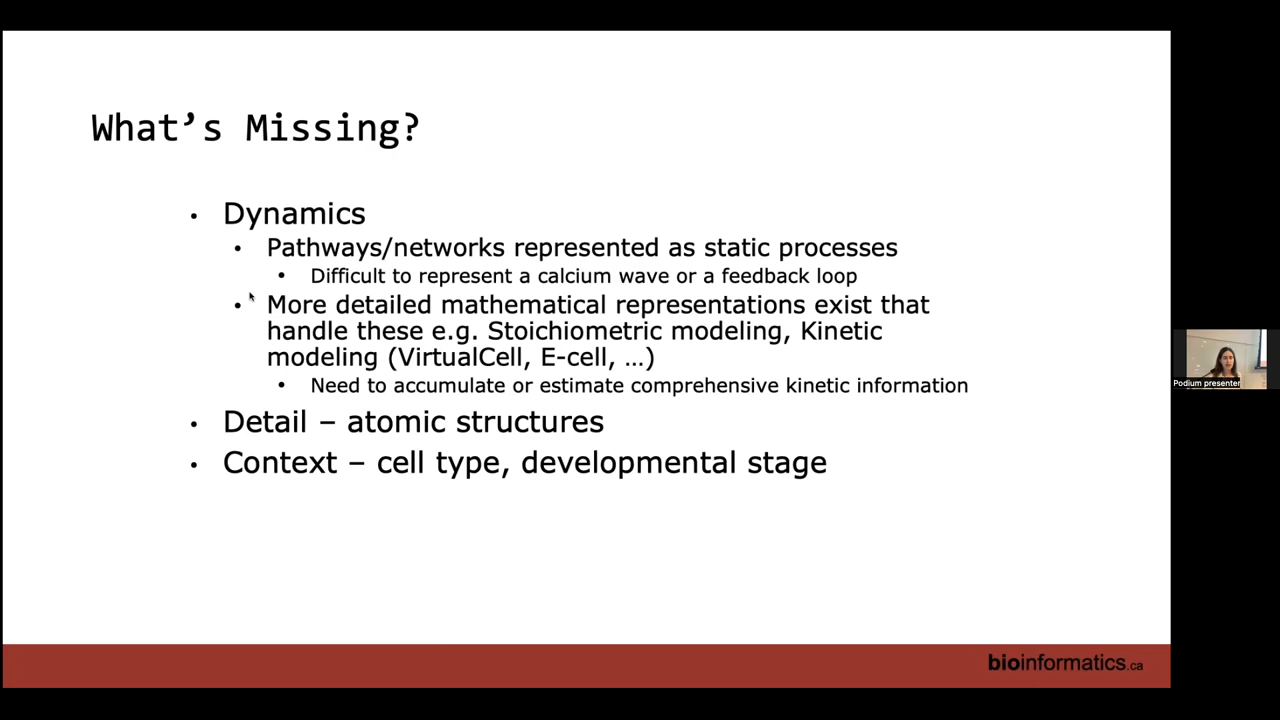 What's Missing?
• Dynamics
• Pathways/networks represented as static processes
• Difficult to represent a calcium wave or a feedback loop
• More detailed mathematical representations exist that
handle these e.g. Stoichiometric modeling, Kinetic
modeling (VirtualCell, E-cell, …)
• Need to accumulate or estimate comprehensive kinetic information
• Detail – atomic structures
• Context – cell type, developmental stage
Podium presenter
bioinformatics.ca